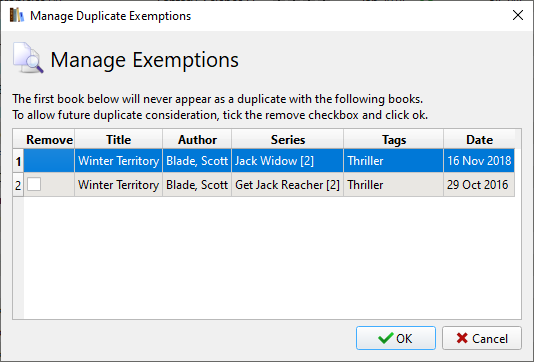 Manage Duplicate Exemptions
Manage Exemptions
The first book below will never appear as a duplicate with the following books.
To allow future duplicate consideration, tick the remove checkbox and click ok.
Remove Title Author Series Tags Date
1 Winter Territory Blade, Scott Jack Widow [2] Thriller 16 Nov 2018
2 Winter Territory Blade, Scott Get Jack Reacher [2] Thriller 29 Oct 2016
OK Cancel